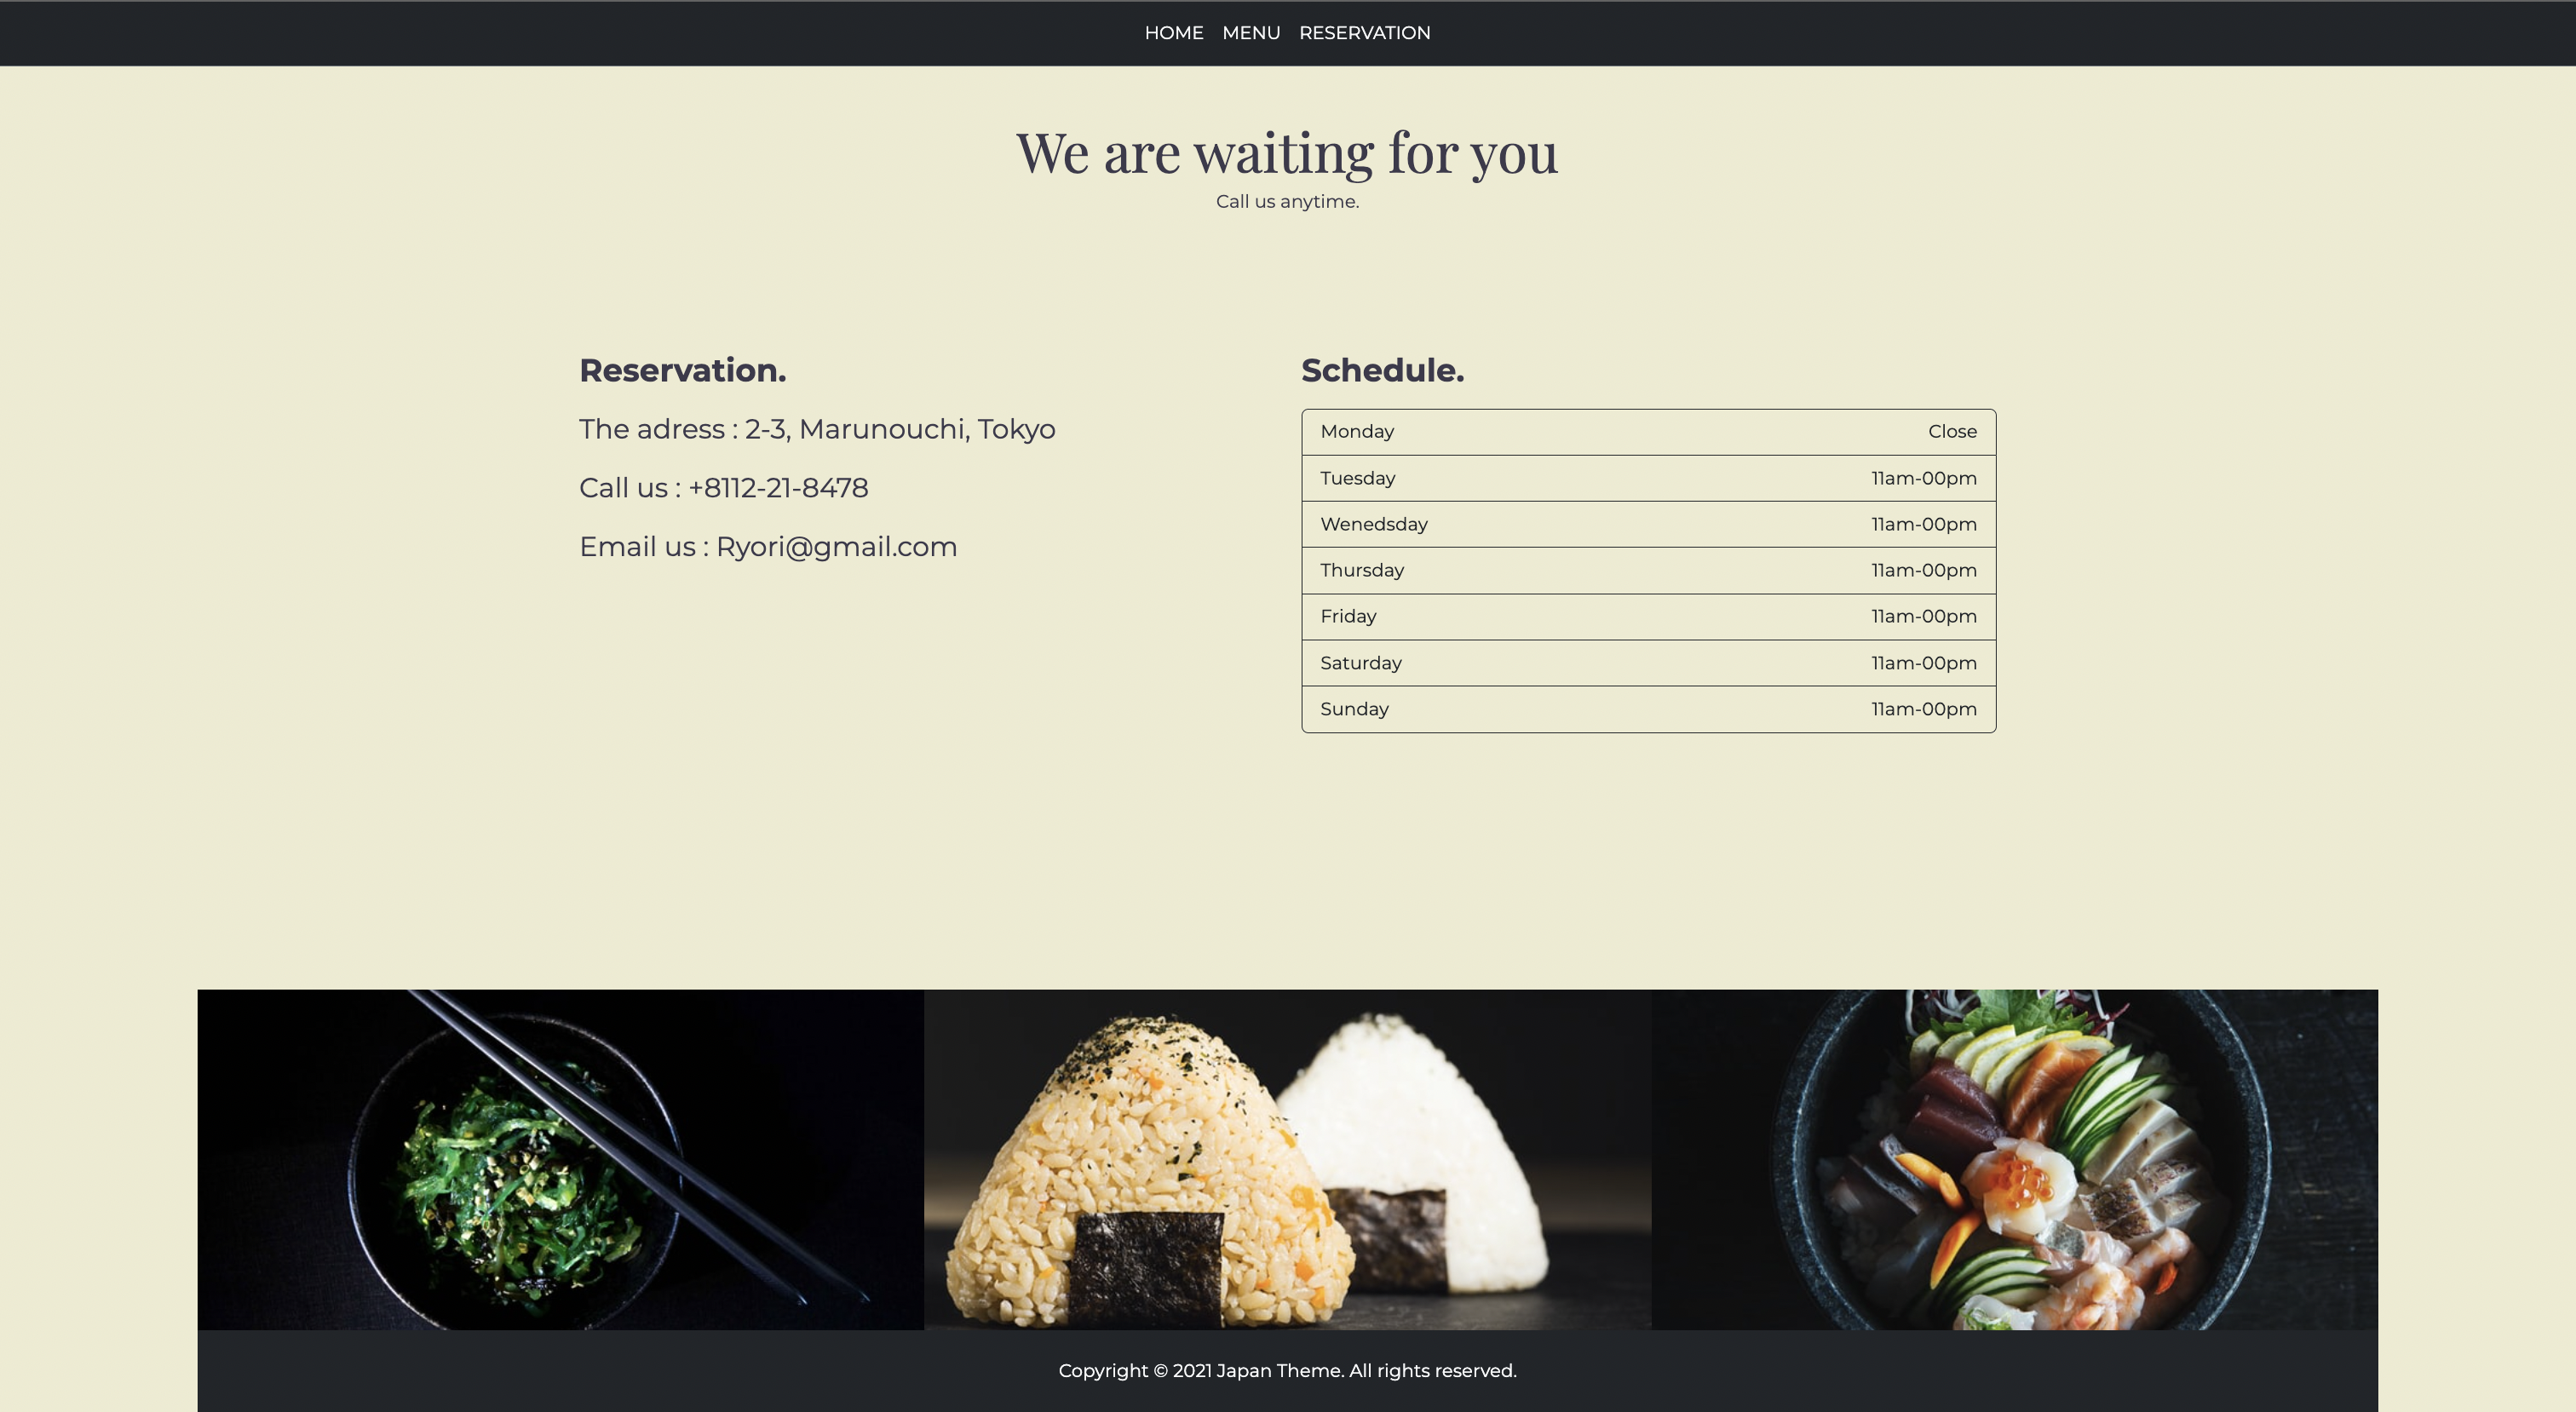 HOME MENU RESERVATION
We are waiting for you
Call us anytime.
Reservation.
The adress : 2-3, Marunouchi, Tokyo
Call us : +8112-21-8478
Email us : Ryori@gmail.com
Schedule.
Monday Close
Tuesday 11am-00pm
Wenedsday 11am-00pm
Thursday 11am-00pm
Friday 11am-00pm
Saturday 11am-00pm
Sunday 11am-00pm
Copyright © 2021 Japan Theme. All rights reserved.